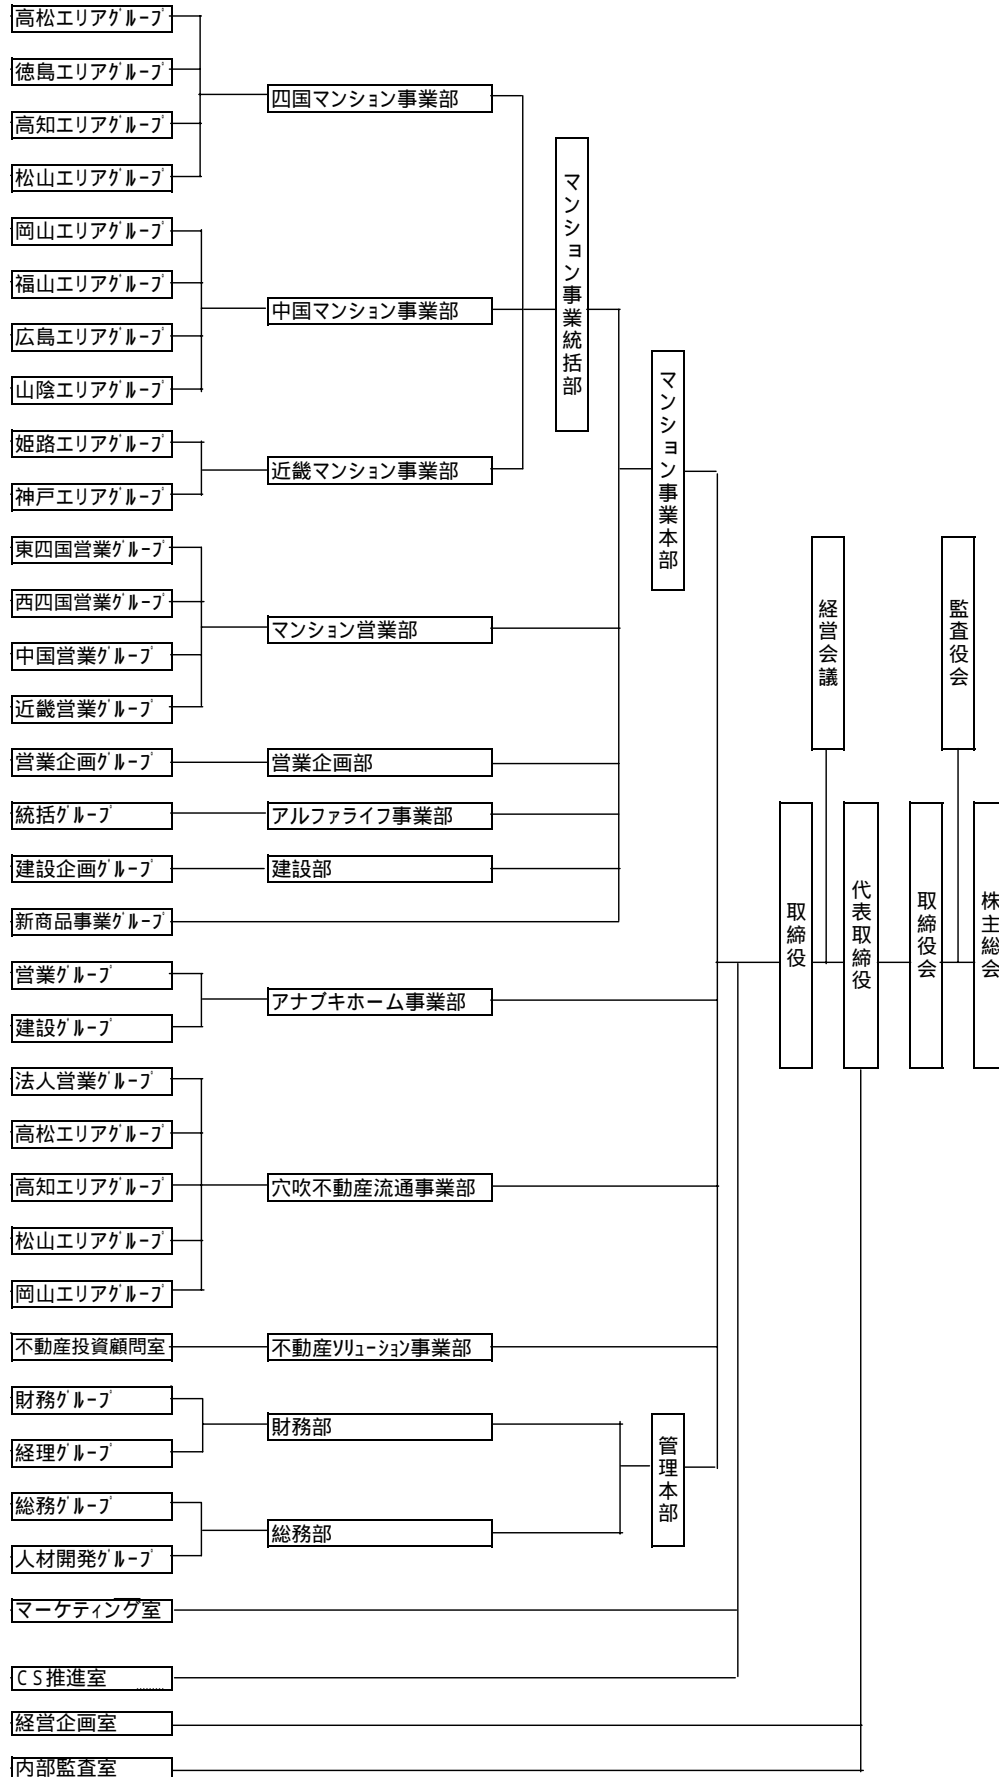 高松エリアグループ
徳島エリアグループ
高知エリアグループ
松山エリアグループ
四国マンション事業部
岡山エリアグループ
福山エリアグループ
広島エリアグループ
山陰エリアグループ
中国マンション事業部
姫路エリアグループ
神戸エリアグループ
近畿マンション事業部
マンション事業統括部
東四国営業グループ
西四国営業グループ
中国営業グループ
近畿営業グループ
マンション営業部
営業企画グループ
営業企画部
統括グループ
アルファライフ事業部
建設企画グループ
建設部
新商品事業グループ
マンション事業本部
営業グループ
建設グループ
アナブキホーム事業部
法人営業グループ
高松エリアグループ
高知エリアグループ
松山エリアグループ
岡山エリアグループ
穴吹不動産流通事業部
不動産投資顧問室
不動産ソリューション事業部
財務グループ
経理グループ
財務部
総務グループ
人材開発グループ
総務部
管理本部
マーケティング室
CS推進室
経営企画室
内部監査室
取締役
経営会議
代表取締役
取締役会
監査役会
株主総会